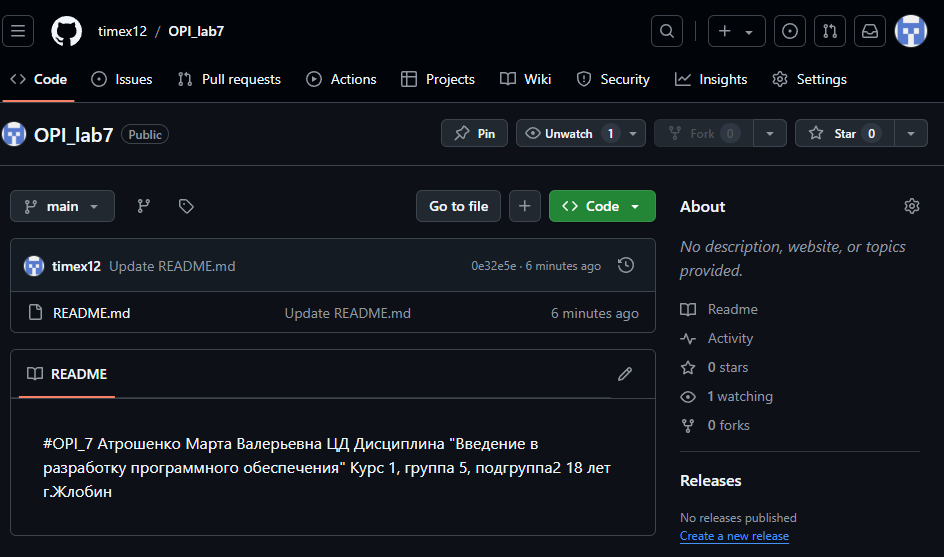 timex12 / OPI_lab7
Code Issues Pull requests Actions Projects Wiki Security Insights Settings
OPI_lab7 Public Pin Unwatch 1 Fork 0 Star 0
main Go to file Code
timex12 Update README.md 0e32e5e · 6 minutes ago
README.md Update README.md 6 minutes ago
README
#OPI_7 Атрошенко Марта Валерьевна ЦД Дисциплина "Введение в
разработку программного обеспечения" Курс 1, группа 5, подгруппа2 18 лет
г.Жлобин
About
No description, website, or topics
provided.
Readme
Activity
0 stars
1 watching
0 forks
Releases
No releases published
Create a new release